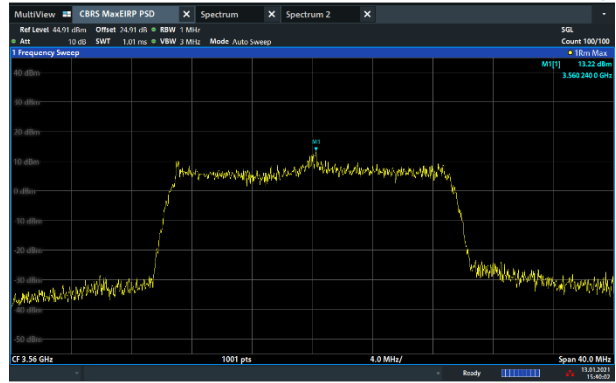 MultiView CBRS MaxEIRP PSD X Spectrum X Spectrum 2 X
Ref Level 44.91 dBm Offset 24.91 dB RBW 1 MHz SGL
Att 10 dB SWT 1.01 ms VBW 3 MHz Mode Auto Sweep Count 100/100
1 Frequency Sweep 1Rm Max
M1[1] 13.22 dBm
3.560 240 0 GHz
40 dBm
30 dBm
20 dBm
M1
10 dBm
0 dBm
-10 dBm
-20 dBm
-30 dBm
-40 dBm
-50 dBm
CF 3.56 GHz 1001 pts 4.0 MHz/ Span 40.0 MHz
Ready 13.01.2021
15:40:02